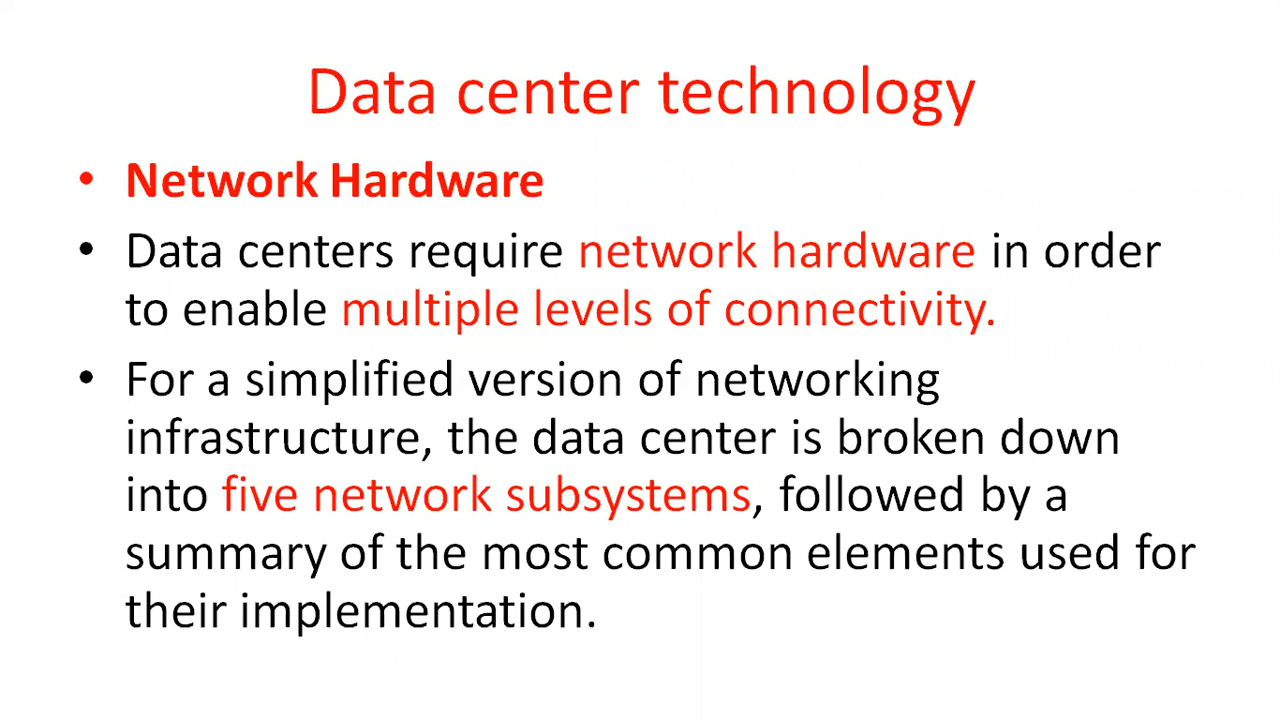 Data center technology
• Network Hardware
• Data centers require network hardware in order
to enable multiple levels of connectivity.
• For a simplified version of networking
infrastructure, the data center is broken down
into five network subsystems, followed by a
summary of the most common elements used for
their implementation.